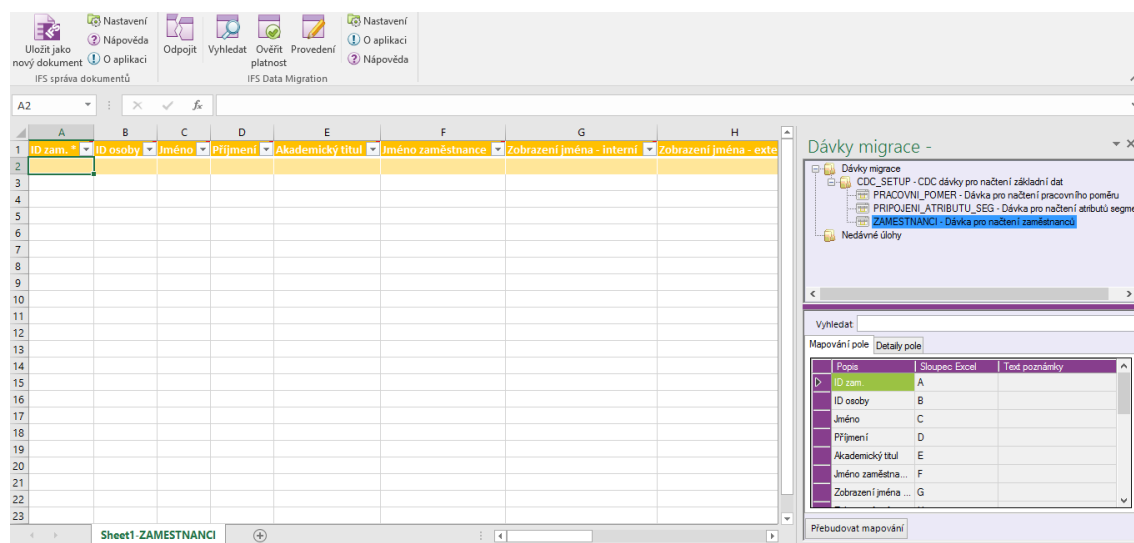 Uložit jako
nový dokument
Nastavení
Nápověda
O aplikaci
IFS správa dokumentů
Odpojit
Vyhledat
Ověřit
platnost
Provedení
Nastavení
O aplikaci
Nápověda
IFS Data Migration
A2
fx
A B C D E F G H
1 ID zam. * ID osoby Jméno Příjmení Akademický titul Jméno zaměstnance Zobrazení jména - interní Zobrazení jména - exte
2
3
4
5
6
7
8
9
10
11
12
13
14
15
16
17
18
19
20
21
22
23
Sheet1-ZAMESTNANCI
Dávky migrace -
Dávky migrace
CDC_SETUP - CDC dávky pro načtení základní dat
PRACOVNI_POMER - Dávka pro načtení pracovního poměru
PRIPOJENI_ATRIBUTU_SEG - Dávka pro načtení atributů segme
ZAMESTNANCI - Dávka pro načtení zaměstnanců
Nedávné úlohy
Vyhledat
Mapování pole Detaily pole
Popis Sloupec Excel Text poznámky
ID zam. A
ID osoby B
Jméno C
Příjmení D
Akademický titul E
Jméno zaměstna... F
Zobrazení jména ... G
Přebudovat mapování